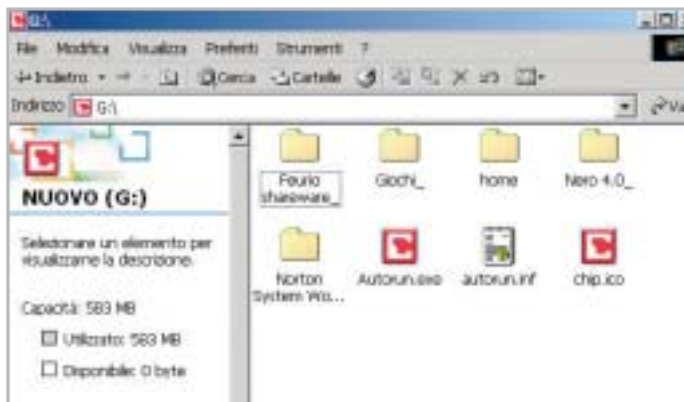 G:\
File Modifica Visualizza Preferiti Strumenti ?
Indietro Cerca Cartelle
Indirizzo G:\ Va
NUOVO (G:)
Selezionare un elemento per
visualizzarne la descrizione.
Capacità: 583 MB
Utilizzato: 583 MB
Disponibile: 0 byte
Feurio
shareware_
Giochi_
home
Nero 4.0_
Norton
System Wo...
Autorun.exe
autorun.inf
chip.ico